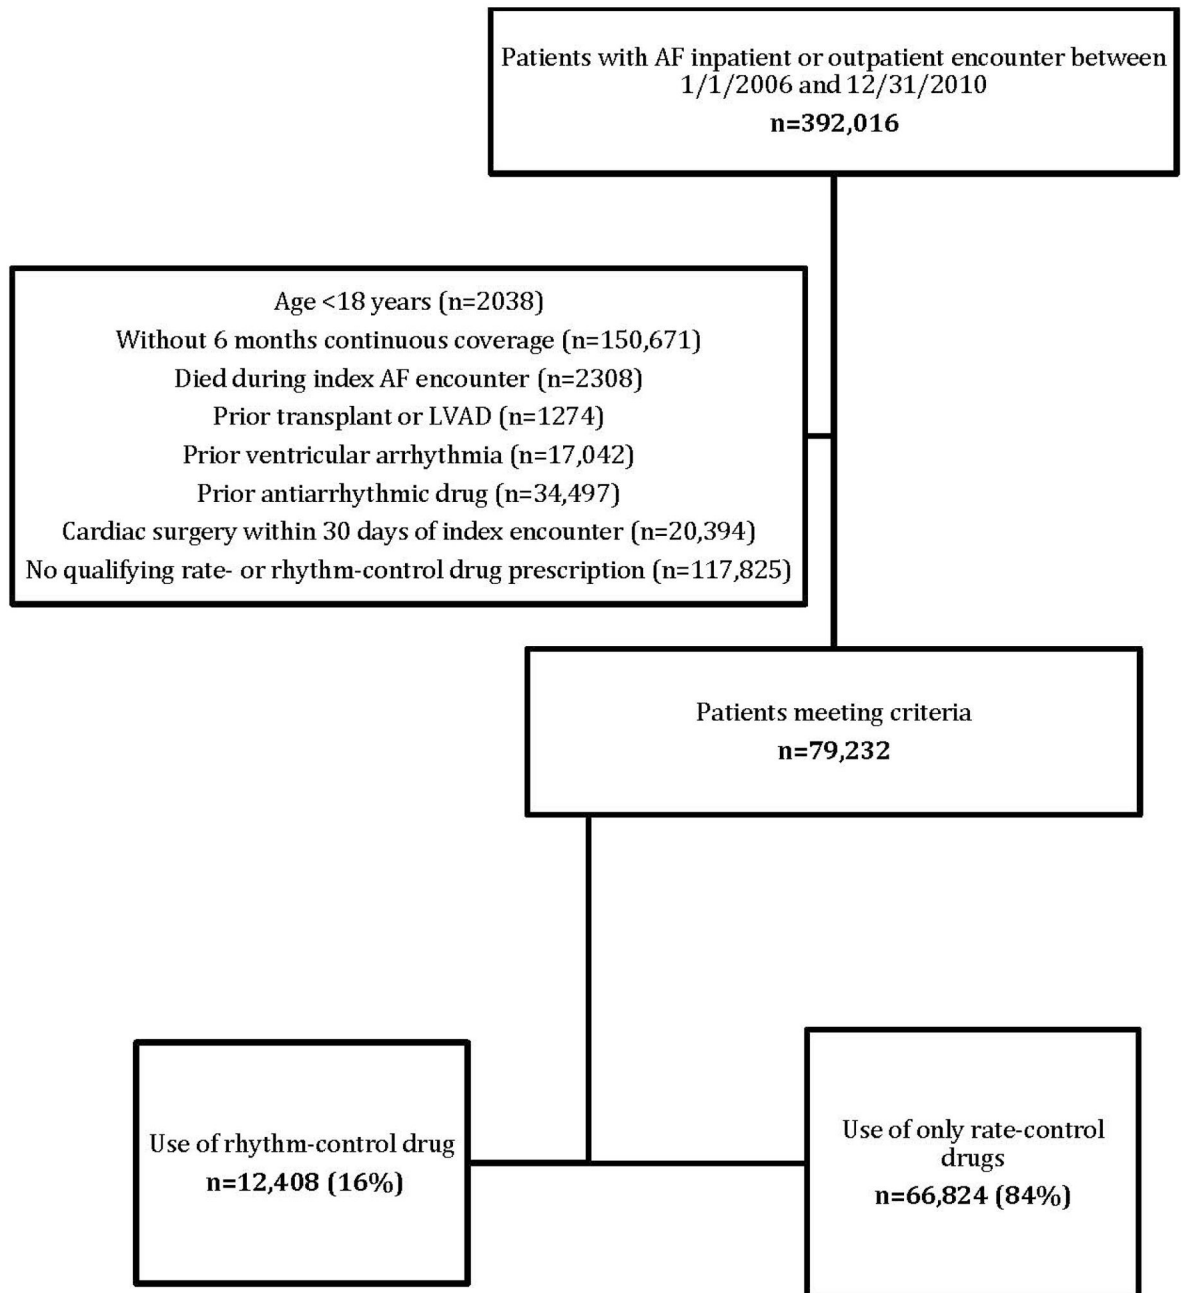 Patients with AF inpatient or outpatient encounter between
1/1/2006 and 12/31/2010
n=392,016
Age <18 years (n=2038)
Without 6 months continuous coverage (n=150,671)
Died during index AF encounter (n=2308)
Prior transplant or LVAD (n=1274)
Prior ventricular arrhythmia (n=17,042)
Prior antiarrhythmic drug (n=34,497)
Cardiac surgery within 30 days of index encounter (n=20,394)
No qualifying rate- or rhythm-control drug prescription (n=117,825)
Patients meeting criteria
n=79,232
Use of rhythm-control drug
n=12,408 (16%)
Use of only rate-control
drugs
n=66,824 (84%)